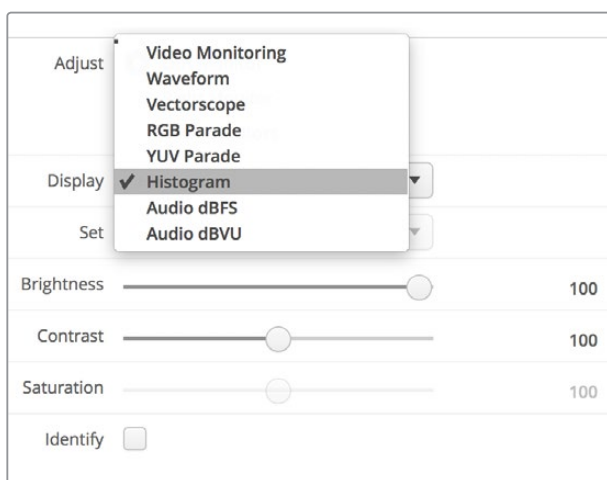 Adjust
Video Monitoring
Waveform
Vectorscope
RGB Parade
YUV Parade
Display ✓ Histogram
Audio dBFS
Set Audio dBVU
Brightness 100
Contrast 100
Saturation 100
Identify